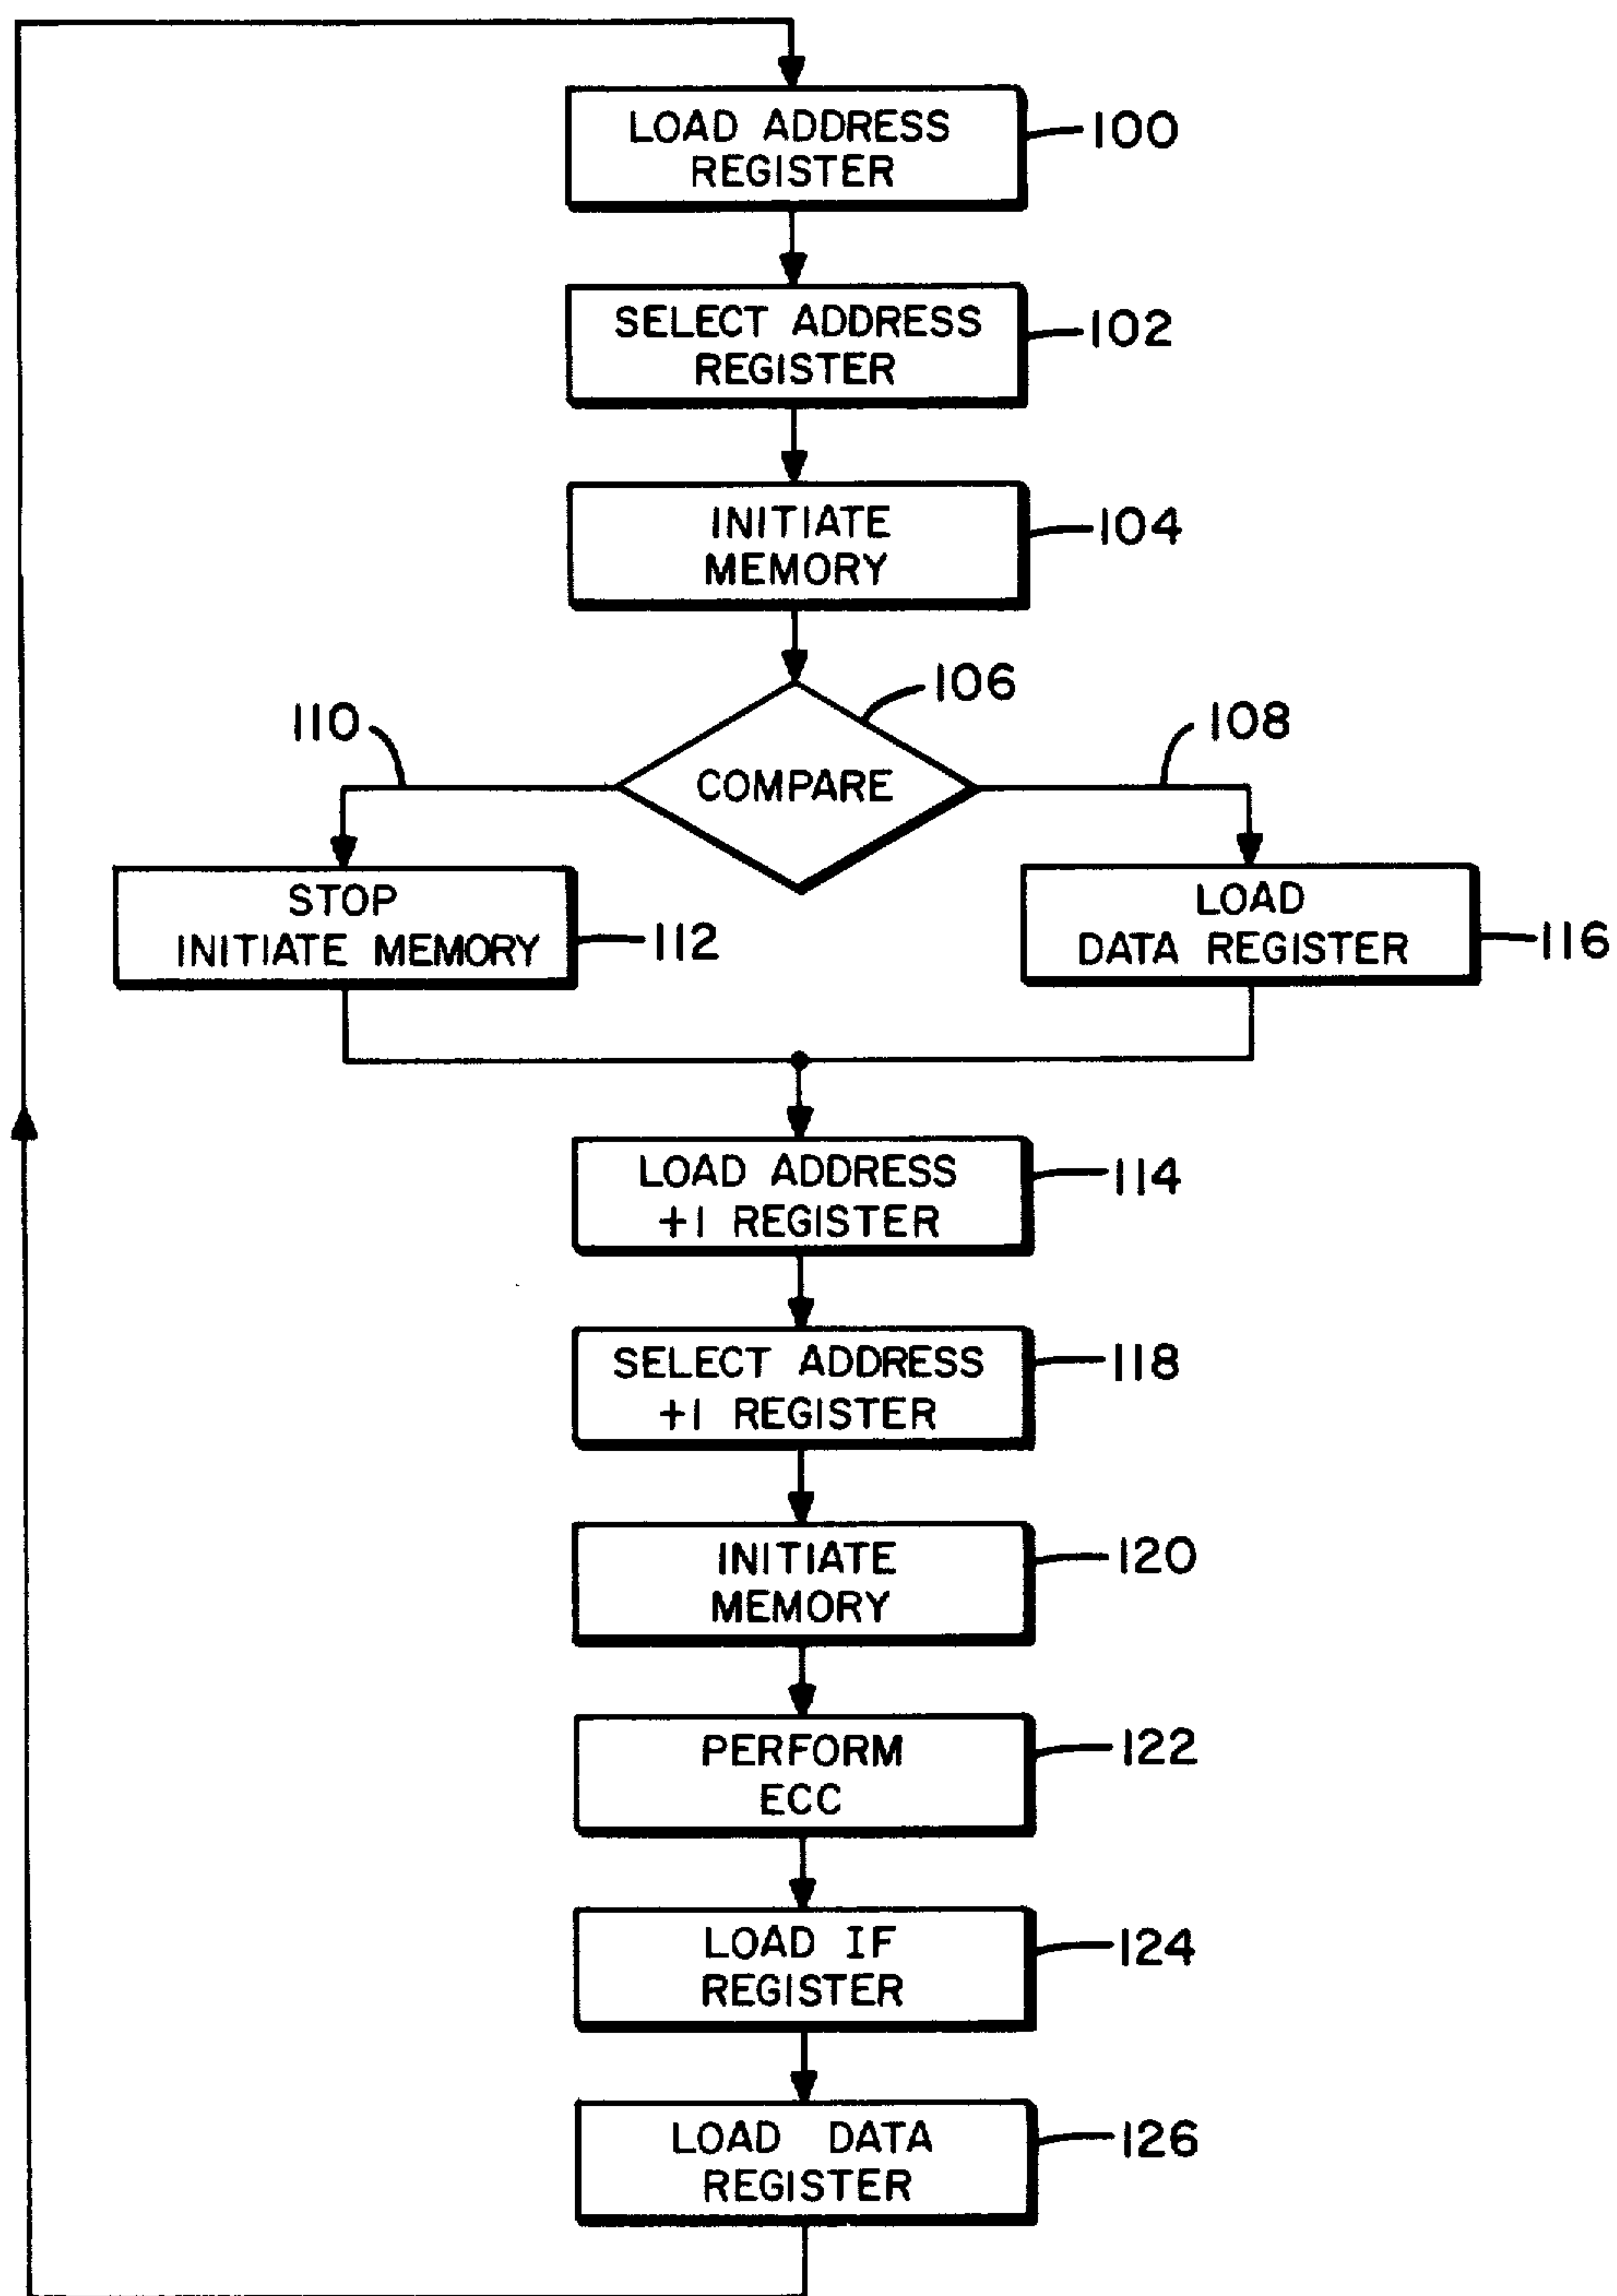 LOAD ADDRESS
REGISTER
100
SELECT ADDRESS
REGISTER
102
INITIATE
MEMORY
104
106
110
108
COMPARE
STOP
INITIATE MEMORY
112
LOAD
DATA REGISTER
116
LOAD ADDRESS
+1 REGISTER
114
SELECT ADDRESS
+1 REGISTER
118
INITIATE
MEMORY
120
PERFORM
ECC
122
LOAD IF
REGISTER
124
LOAD DATA
REGISTER
126